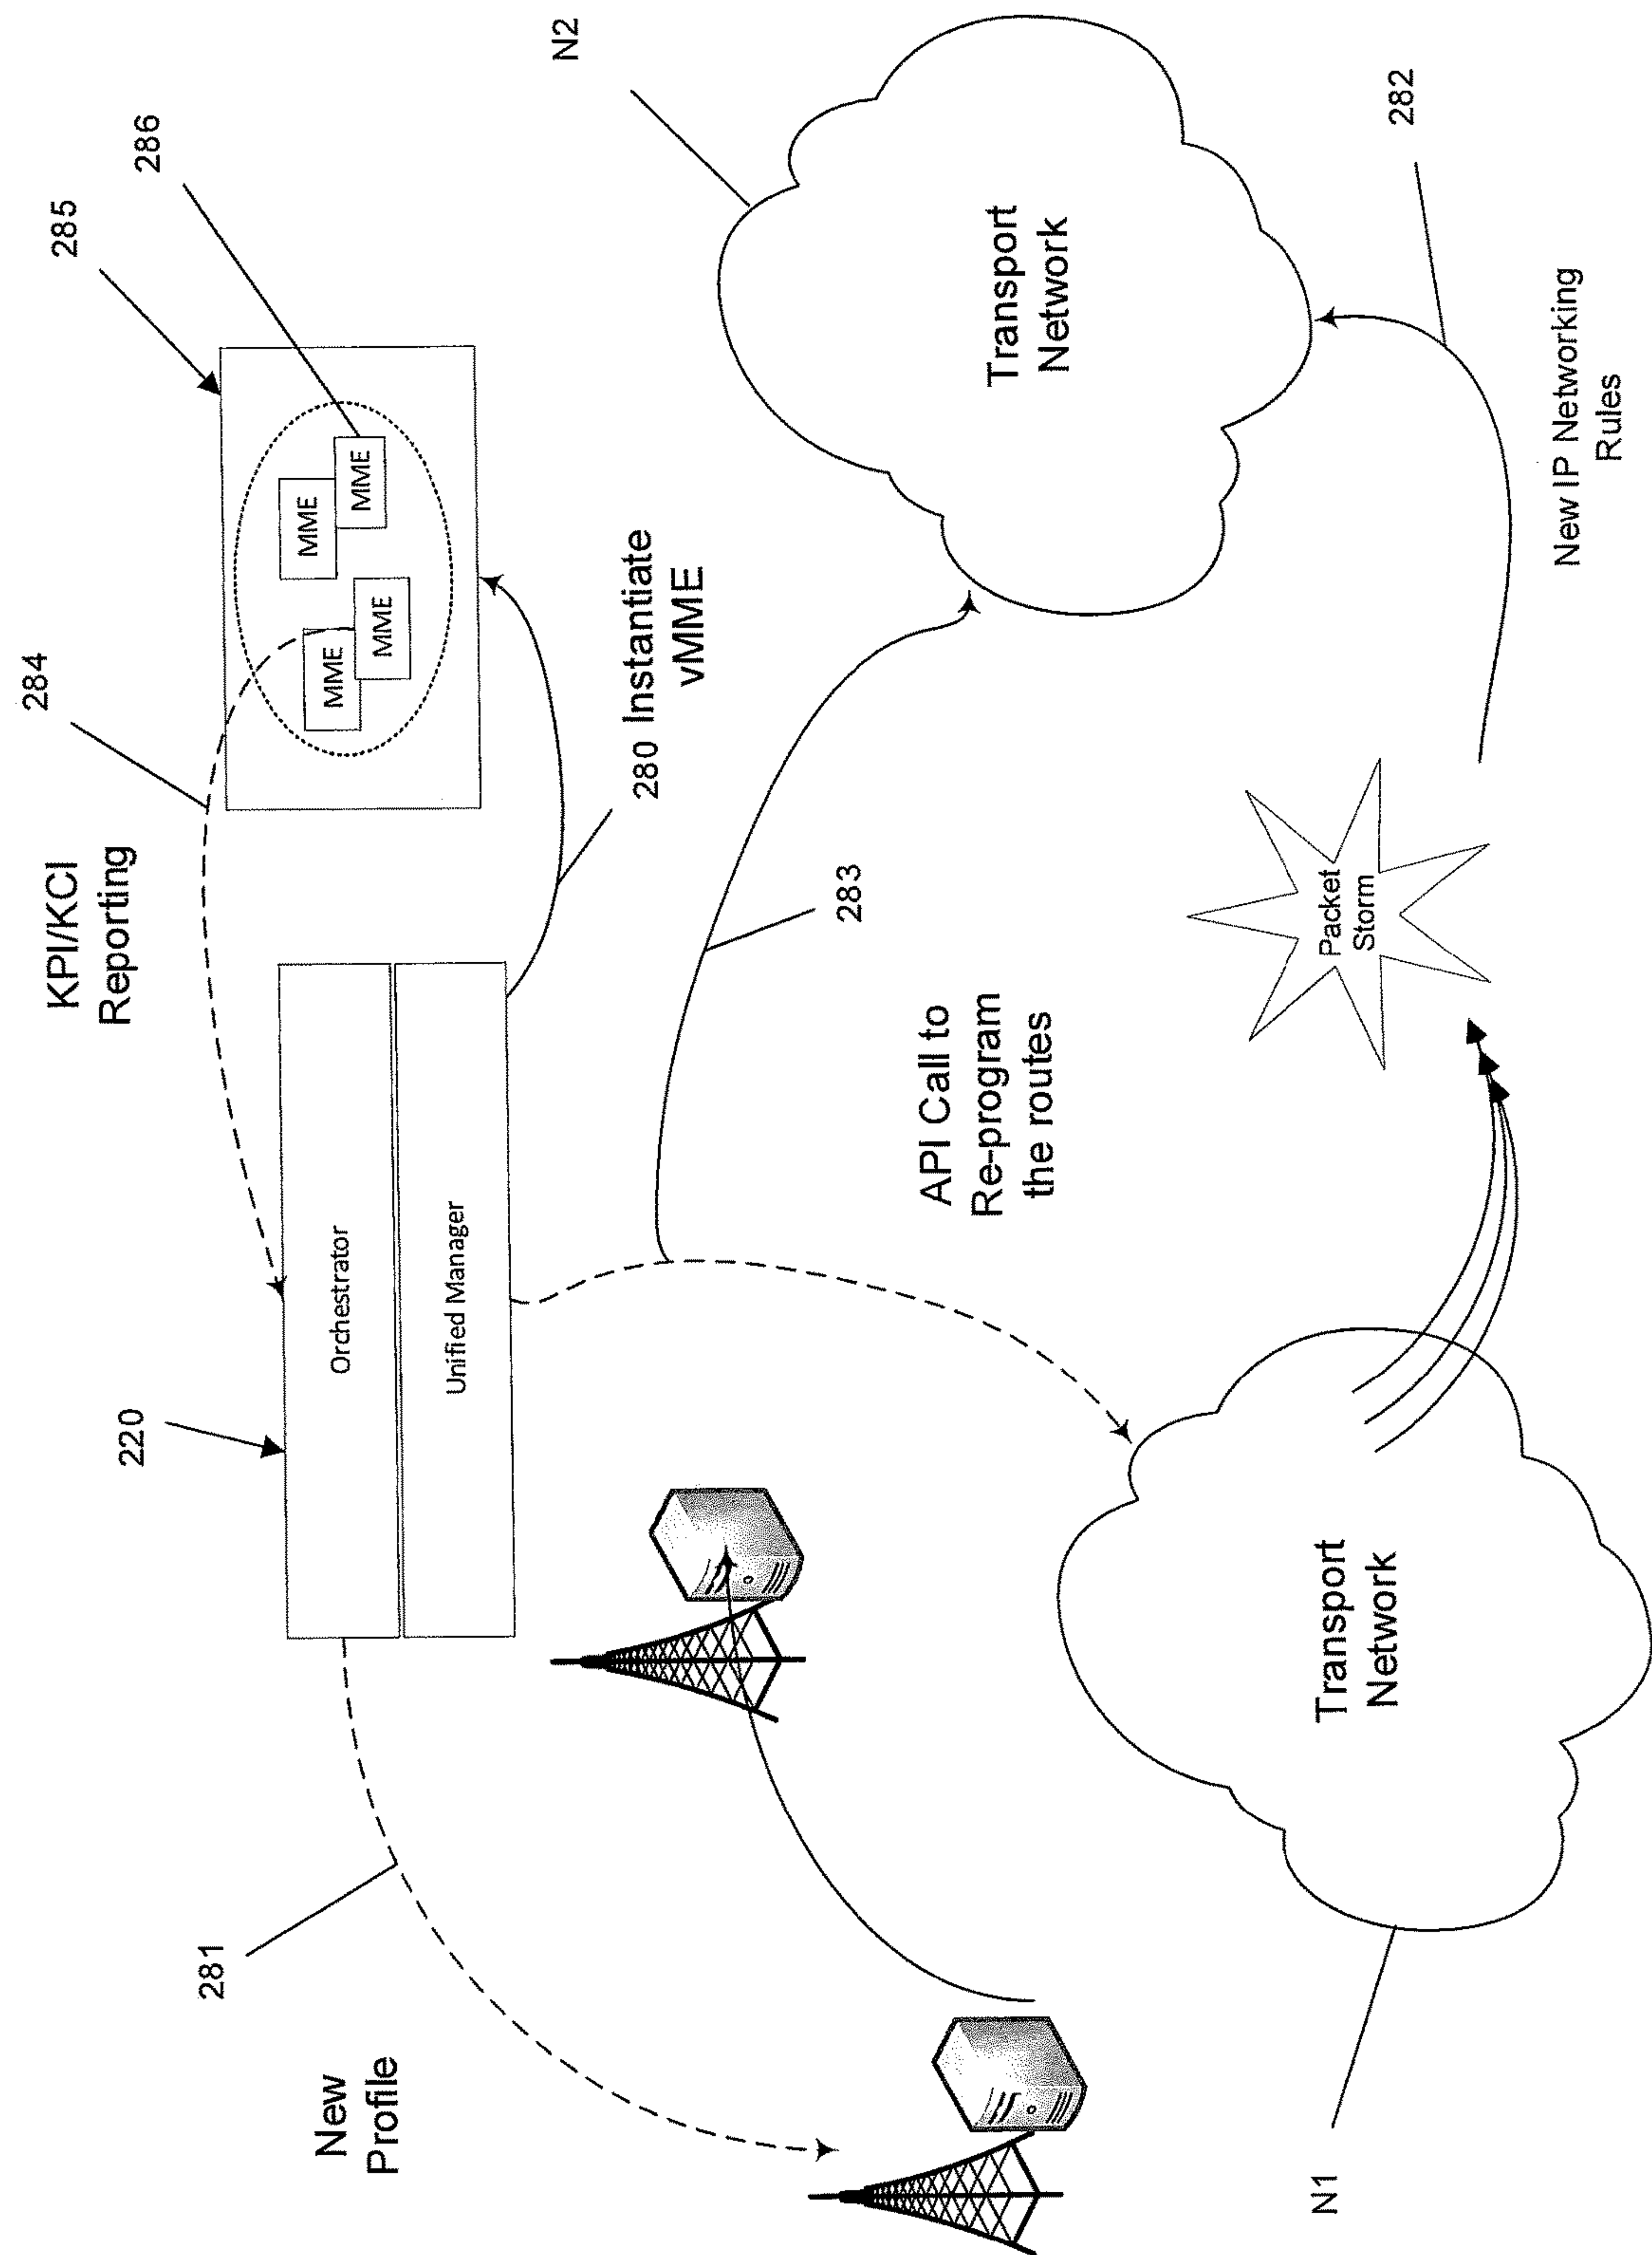 284
285
286
KPI/KCI
Reporting
MME
MME
MME
MME
220
Orchestrator
Unified Manager
281
New
Profile
280 Instantiate
vMME
N2
283
Transport
Network
API Call to
Re-program
the routes
282
Packet
Storm
New IP Networking
Rules
Transport
Network
N1